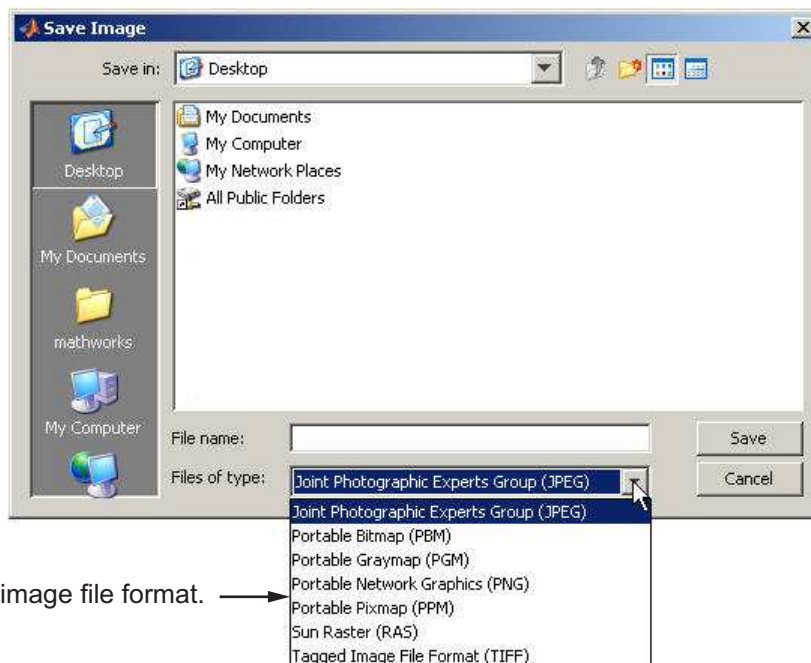 Save Image
Save in: Desktop
My Documents
My Computer
My Network Places
All Public Folders
Desktop
My Documents
mathworks
My Computer
File name:
Save
Files of type: Joint Photographic Experts Group (JPEG)
Cancel
Joint Photographic Experts Group (JPEG)
Portable Bitmap (PBM)
Portable Graymap (PGM)
Portable Network Graphics (PNG)
image file format.
Portable Pixmap (PPM)
Sun Raster (RAS)
Tagged Image File Format (TIFF)